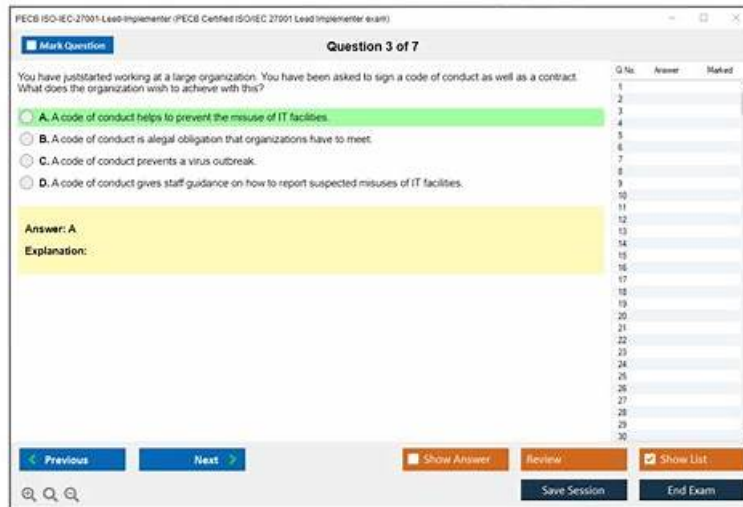 PECB ISO-IEC-27001-Lead-Implementer (PECB Certified ISO/IEC 27001 Lead Implementer exam)
Mark Question
Question 3 of 7
Q No. Answer Marked
You have juststarted working at a large organization. You have been asked to sign a code of conduct as well as a contract.
What does the organization wish to achieve with this?
A. A code of conduct helps to prevent the misuse of IT facilities.
B. A code of conduct is alegal obligation that organizations have to meet.
C. A code of conduct prevents a virus outbreak.
D. A code of conduct gives staff guidance on how to report suspected misuses of IT facilities.
Answer: A
Explanation:
1
2
3
4
5
6
7
8
9
10
11
12
13
14
15
16
17
18
19
20
21
22
23
24
25
26
27
28
29
30
Previous
Next
Show Answer
Review
Show List
Save Session
End Exam